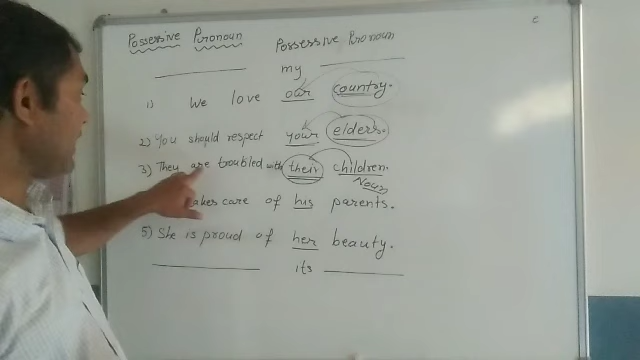 Possessive Pronoun
Possessive Pronoun
my
1) We love our country.
2) You should respect your elders.
3) They are troubled with their children.
Noun
takes care of his parents.
5) She is proud of her beauty.
its